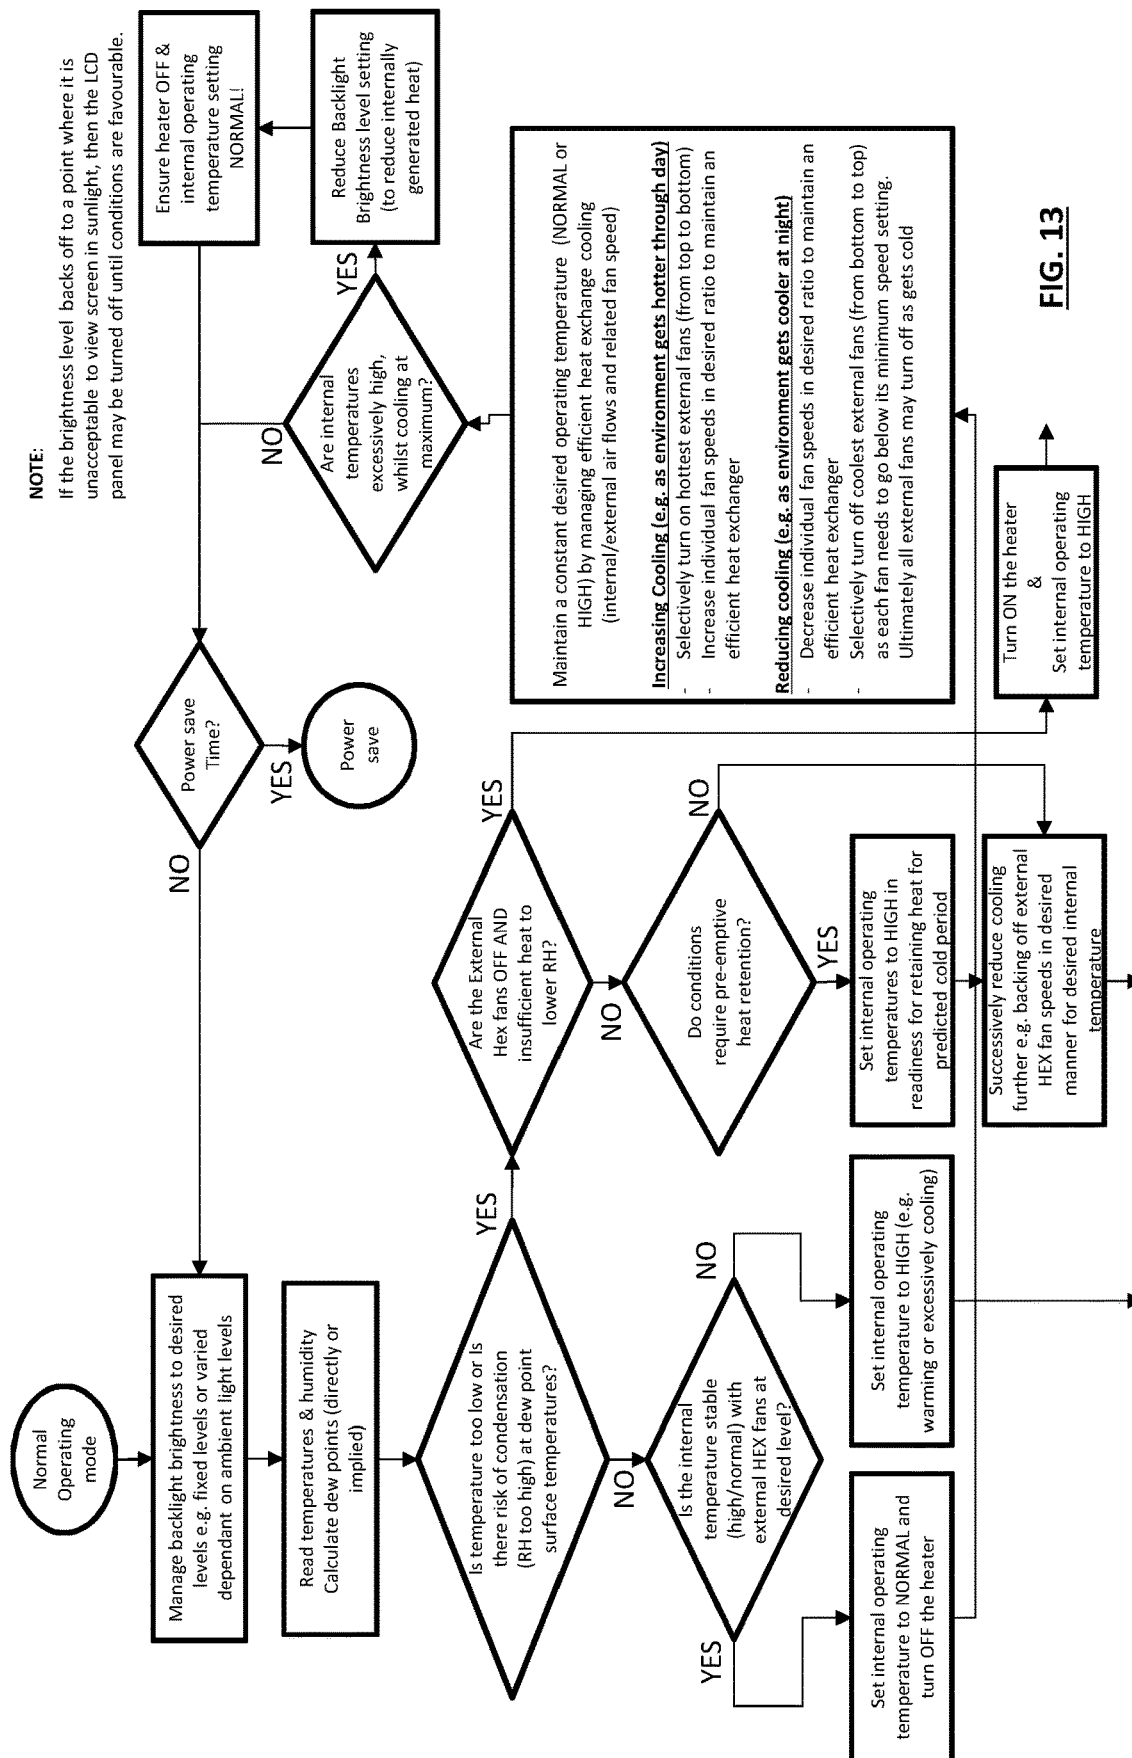 Normal
Operating
mode
Manage backlight brightness to desired
levels e.g. fixed levels or varied
dependant on ambient light levels
Read temperatures & humidity
Calculate dew points (directly or
implied)
Is temperature too low or Is
there risk of condensation
(RH too high) at dew point
surface temperatures?
YES
NO
Is the internal
temperature stable
(high/normal) with
external HEX fans at
desired level?
YES
NO
Set internal operating
temperature to NORMAL and
turn OFF the heater
Set internal operating
temperature to HIGH (e.g.
warming or excessively cooling)
Are the External
Hex fans OFF AND
insufficient heat to
lower RH?
YES
NO
Do conditions
require pre-emptive
heat retention?
NO
YES
Set internal operating
temperatures to HIGH in
readiness for retaining heat for
predicted cold period
Successively reduce cooling
further e.g. backing off external
HEX fan speeds in desired
manner for desired internal
temperature
Turn ON the heater
&
Set internal operating
temperature to HIGH
Maintain a constant desired operating temperature (NORMAL or
HIGH) by managing efficient heat exchange cooling
(internal/external air flows and related fan speed)
Increasing Cooling (e.g. as environment gets hotter through day)
- Selectively turn on hottest external fans (from top to bottom)
- Increase individual fan speeds in desired ratio to maintain an
efficient heat exchanger
Reducing cooling (e.g. as environment gets cooler at night)
- Decrease individual fan speeds in desired ratio to maintain an
efficient heat exchanger
- Selectively turn off coolest external fans (from bottom to top)
as each fan needs to go below its minimum speed setting.
Ultimately all external fans may turn off as gets cold
Are internal
temperatures
excessively high,
whilst cooling at
maximum?
NO
YES
Reduce Backlight
Brightness level setting
(to reduce internally
generated heat)
Ensure heater OFF &
internal operating
temperature setting
NORMAL!
Power save
Time?
NO
YES
Power
save
NOTE:
If the brightness level backs off to a point where it is
unacceptable to view screen in sunlight, then the LCD
panel may be turned off until conditions are favourable.
FIG. 13